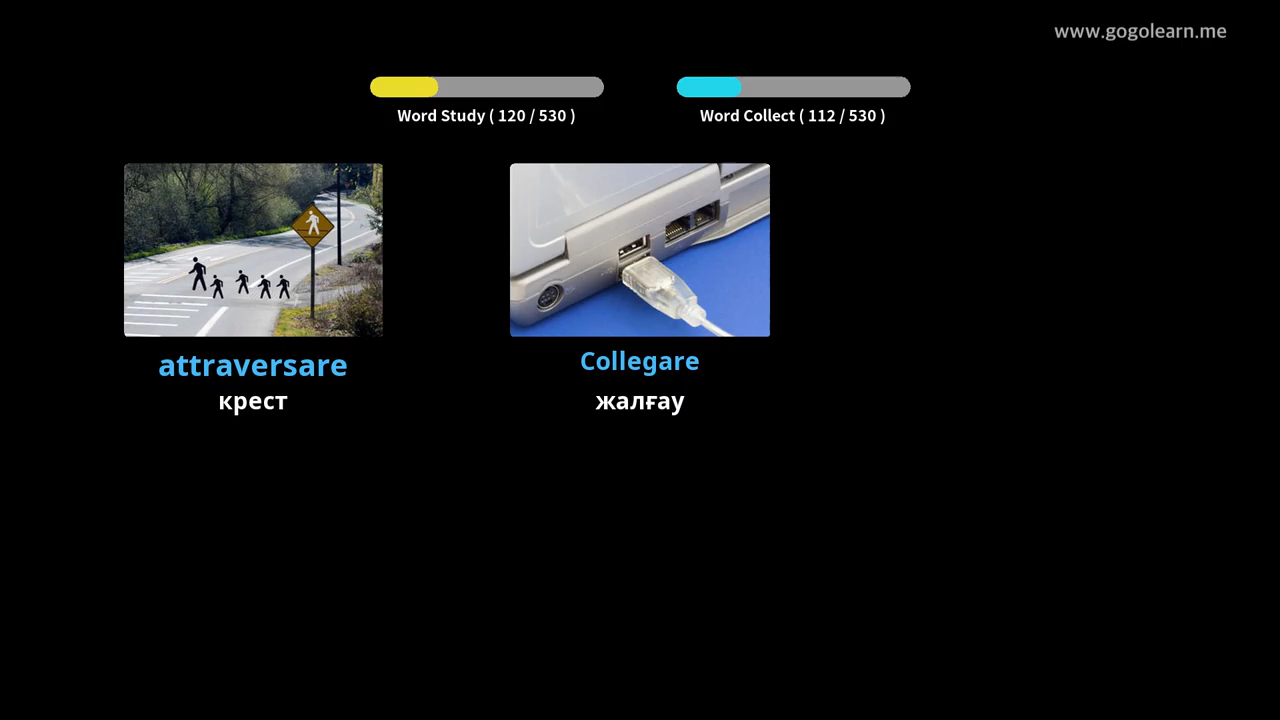 www.gogolearn.me
Word Study ( 120 / 530 )
Word Collect ( 112 / 530 )
attraversare
крест
Collegare
жалғау